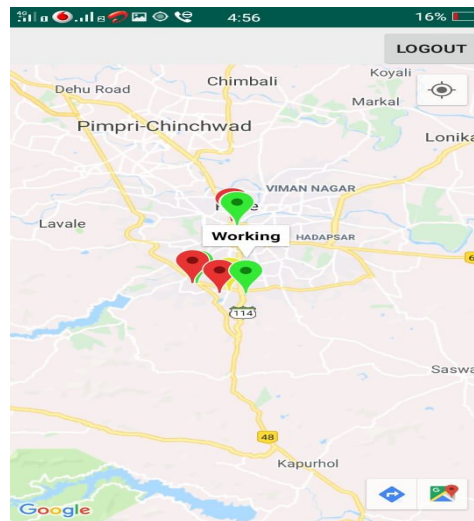 4:56 16%
LOGOUT
Koyali
Chimbali
Dehu Road
Markal
Pimpri-Chinchwad
Lonika
VIMAN NAGAR
Lavale
Working
HADAPSAR
114
Saswa
48
Kapurhol
Google